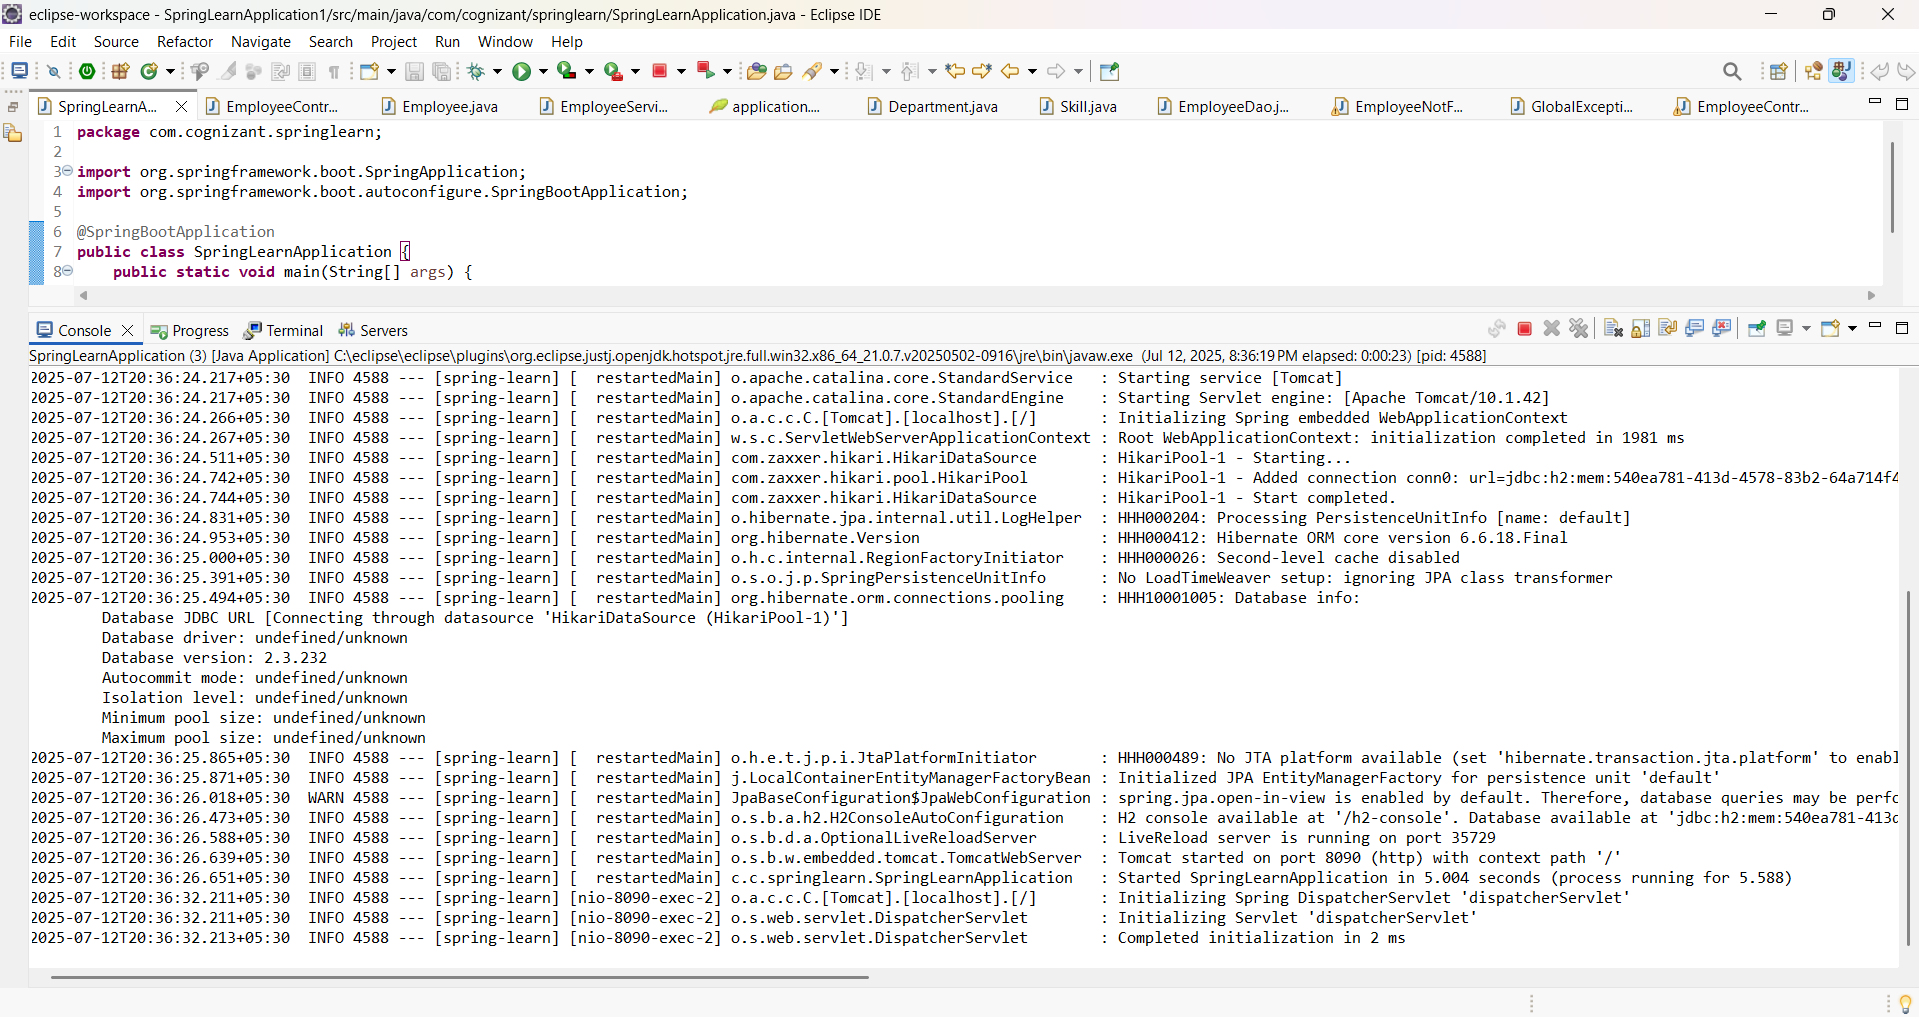 eclipse-workspace - SpringLearnApplication1/src/main/java/com/cognizant/springlearn/SpringLearnApplication.java - Eclipse IDE
File Edit Source Refactor Navigate Search Project Run Window Help
SpringLearnA... EmployeeContr... Employee.java EmployeeServi... application.... Department.java Skill.java EmployeeDao.j... EmployeeNotF... GlobalExcepti... EmployeeContr...
1 package com.cognizant.springlearn;
2
3 import org.springframework.boot.SpringApplication;
4 import org.springframework.boot.autoconfigure.SpringBootApplication;
5
6 @SpringBootApplication
7 public class SpringLearnApplication {
8 public static void main(String[] args) {
Console Progress Terminal Servers
SpringLearnApplication (3) [Java Application] C:\eclipse\eclipse\plugins\org.eclipse.justj.openjdk.hotspot.jre.full.win32.x86_64_21.0.7.v20250502-0916\jre\bin\javaw.exe (Jul 12, 2025, 8:36:19 PM elapsed: 0:00:23) [pid: 4588]
2025-07-12T20:36:24.217+05:30 INFO 4588 --- [spring-learn] [ restartedMain] o.apache.catalina.core.StandardService : Starting service [Tomcat]
2025-07-12T20:36:24.217+05:30 INFO 4588 --- [spring-learn] [ restartedMain] o.apache.catalina.core.StandardEngine : Starting Servlet engine: [Apache Tomcat/10.1.42]
2025-07-12T20:36:24.266+05:30 INFO 4588 --- [spring-learn] [ restartedMain] o.a.c.c.C.[Tomcat].[localhost].[/] : Initializing Spring embedded WebApplicationContext
2025-07-12T20:36:24.267+05:30 INFO 4588 --- [spring-learn] [ restartedMain] w.s.c.ServletWebServerApplicationContext : Root WebApplicationContext: initialization completed in 1981 ms
2025-07-12T20:36:24.511+05:30 INFO 4588 --- [spring-learn] [ restartedMain] com.zaxxer.hikari.HikariDataSource : HikariPool-1 - Starting...
2025-07-12T20:36:24.742+05:30 INFO 4588 --- [spring-learn] [ restartedMain] com.zaxxer.hikari.pool.HikariPool : HikariPool-1 - Added connection conn0: url=jdbc:h2:mem:540ea781-413d-4578-83b2-64a714f4
2025-07-12T20:36:24.744+05:30 INFO 4588 --- [spring-learn] [ restartedMain] com.zaxxer.hikari.HikariDataSource : HikariPool-1 - Start completed.
2025-07-12T20:36:24.831+05:30 INFO 4588 --- [spring-learn] [ restartedMain] o.hibernate.jpa.internal.util.LogHelper : HHH000204: Processing PersistenceUnitInfo [name: default]
2025-07-12T20:36:24.953+05:30 INFO 4588 --- [spring-learn] [ restartedMain] org.hibernate.Version : HHH000412: Hibernate ORM core version 6.6.18.Final
2025-07-12T20:36:25.000+05:30 INFO 4588 --- [spring-learn] [ restartedMain] o.h.c.internal.RegionFactoryInitiator : HHH000026: Second-level cache disabled
2025-07-12T20:36:25.391+05:30 INFO 4588 --- [spring-learn] [ restartedMain] o.s.o.j.p.SpringPersistenceUnitInfo : No LoadTimeWeaver setup: ignoring JPA class transformer
2025-07-12T20:36:25.494+05:30 INFO 4588 --- [spring-learn] [ restartedMain] org.hibernate.orm.connections.pooling : HHH10001005: Database info:
Database JDBC URL [Connecting through datasource 'HikariDataSource (HikariPool-1)']
Database driver: undefined/unknown
Database version: 2.3.232
Autocommit mode: undefined/unknown
Isolation level: undefined/unknown
Minimum pool size: undefined/unknown
Maximum pool size: undefined/unknown
2025-07-12T20:36:25.865+05:30 INFO 4588 --- [spring-learn] [ restartedMain] o.h.e.t.j.p.i.JtaPlatformInitiator : HHH000489: No JTA platform available (set 'hibernate.transaction.jta.platform' to enabl
2025-07-12T20:36:25.871+05:30 INFO 4588 --- [spring-learn] [ restartedMain] j.LocalContainerEntityManagerFactoryBean : Initialized JPA EntityManagerFactory for persistence unit 'default'
2025-07-12T20:36:26.018+05:30 WARN 4588 --- [spring-learn] [ restartedMain] JpaBaseConfiguration$JpaWebConfiguration : spring.jpa.open-in-view is enabled by default. Therefore, database queries may be perfo
2025-07-12T20:36:26.473+05:30 INFO 4588 --- [spring-learn] [ restartedMain] o.s.b.a.h2.H2ConsoleAutoConfiguration : H2 console available at '/h2-console'. Database available at 'jdbc:h2:mem:540ea781-413d
2025-07-12T20:36:26.588+05:30 INFO 4588 --- [spring-learn] [ restartedMain] o.s.b.d.a.OptionalLiveReloadServer : LiveReload server is running on port 35729
2025-07-12T20:36:26.639+05:30 INFO 4588 --- [spring-learn] [ restartedMain] o.s.b.w.embedded.tomcat.TomcatWebServer : Tomcat started on port 8090 (http) with context path '/'
2025-07-12T20:36:26.651+05:30 INFO 4588 --- [spring-learn] [ restartedMain] c.c.springlearn.SpringLearnApplication : Started SpringLearnApplication in 5.004 seconds (process running for 5.588)
2025-07-12T20:36:32.211+05:30 INFO 4588 --- [spring-learn] [nio-8090-exec-2] o.a.c.c.C.[Tomcat].[localhost].[/] : Initializing Spring DispatcherServlet 'dispatcherServlet'
2025-07-12T20:36:32.211+05:30 INFO 4588 --- [spring-learn] [nio-8090-exec-2] o.s.web.servlet.DispatcherServlet : Initializing Servlet 'dispatcherServlet'
2025-07-12T20:36:32.213+05:30 INFO 4588 --- [spring-learn] [nio-8090-exec-2] o.s.web.servlet.DispatcherServlet : Completed initialization in 2 ms